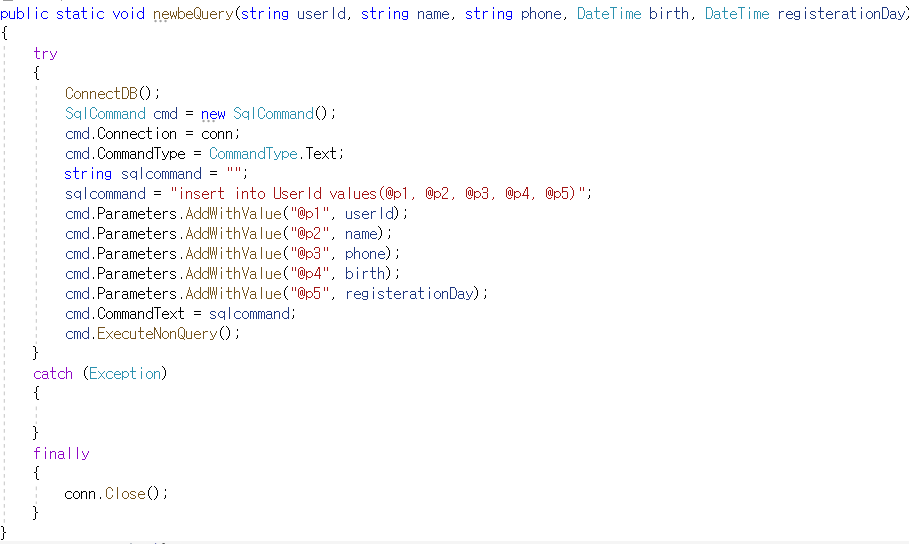 public static void newbeQuery(string userId, string name, string phone, DateTime birth, DateTime registerationDay)
{
try
{
ConnectDB();
SqlCommand cmd = new SqlCommand();
cmd.Connection = conn;
cmd.CommandType = CommandType.Text;
string sqlcommand = "";
sqlcommand = "insert into UserId values(@p1, @p2, @p3, @p4, @p5)";
cmd.Parameters.AddWithValue("@p1", userId);
cmd.Parameters.AddWithValue("@p2", name);
cmd.Parameters.AddWithValue("@p3", phone);
cmd.Parameters.AddWithValue("@p4", birth);
cmd.Parameters.AddWithValue("@p5", registerationDay);
cmd.CommandText = sqlcommand;
cmd.ExecuteNonQuery();
}
catch (Exception)
{
}
finally
{
conn.Close();
}
}